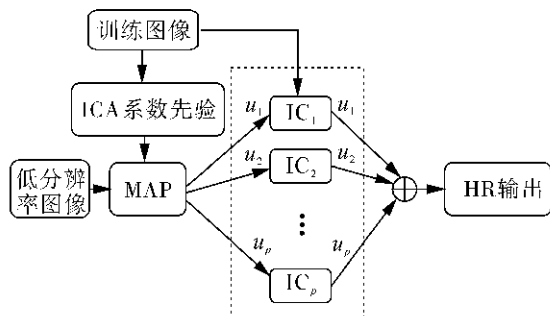 训练图像
ICA系数先验
低分辨
率图像
MAP
u₁ IC₁ u₁
u₂ IC₂ u₂
⋮
uₚ ICₚ uₚ
HR输出